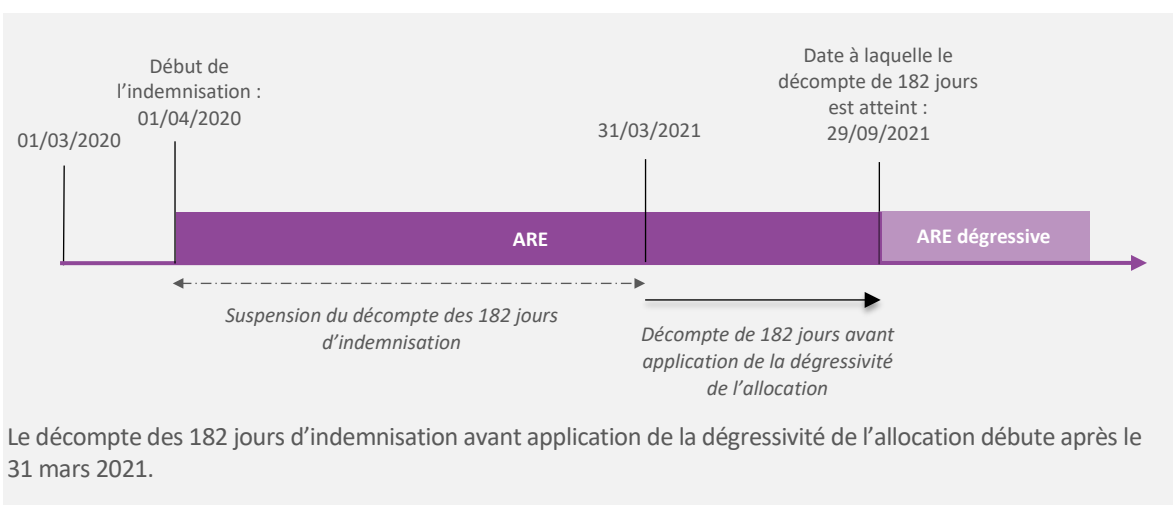 Début de
l’indemnisation :
01/04/2020
Date à laquelle le
décompte de 182 jours
est atteint :
29/09/2021
01/03/2020
31/03/2021
ARE
ARE dégressive
Suspension du décompte des 182 jours
d’indemnisation
Décompte de 182 jours avant
application de la dégressivité
de l’allocation
Le décompte des 182 jours d’indemnisation avant application de la dégressivité de l’allocation débute après le
31 mars 2021.